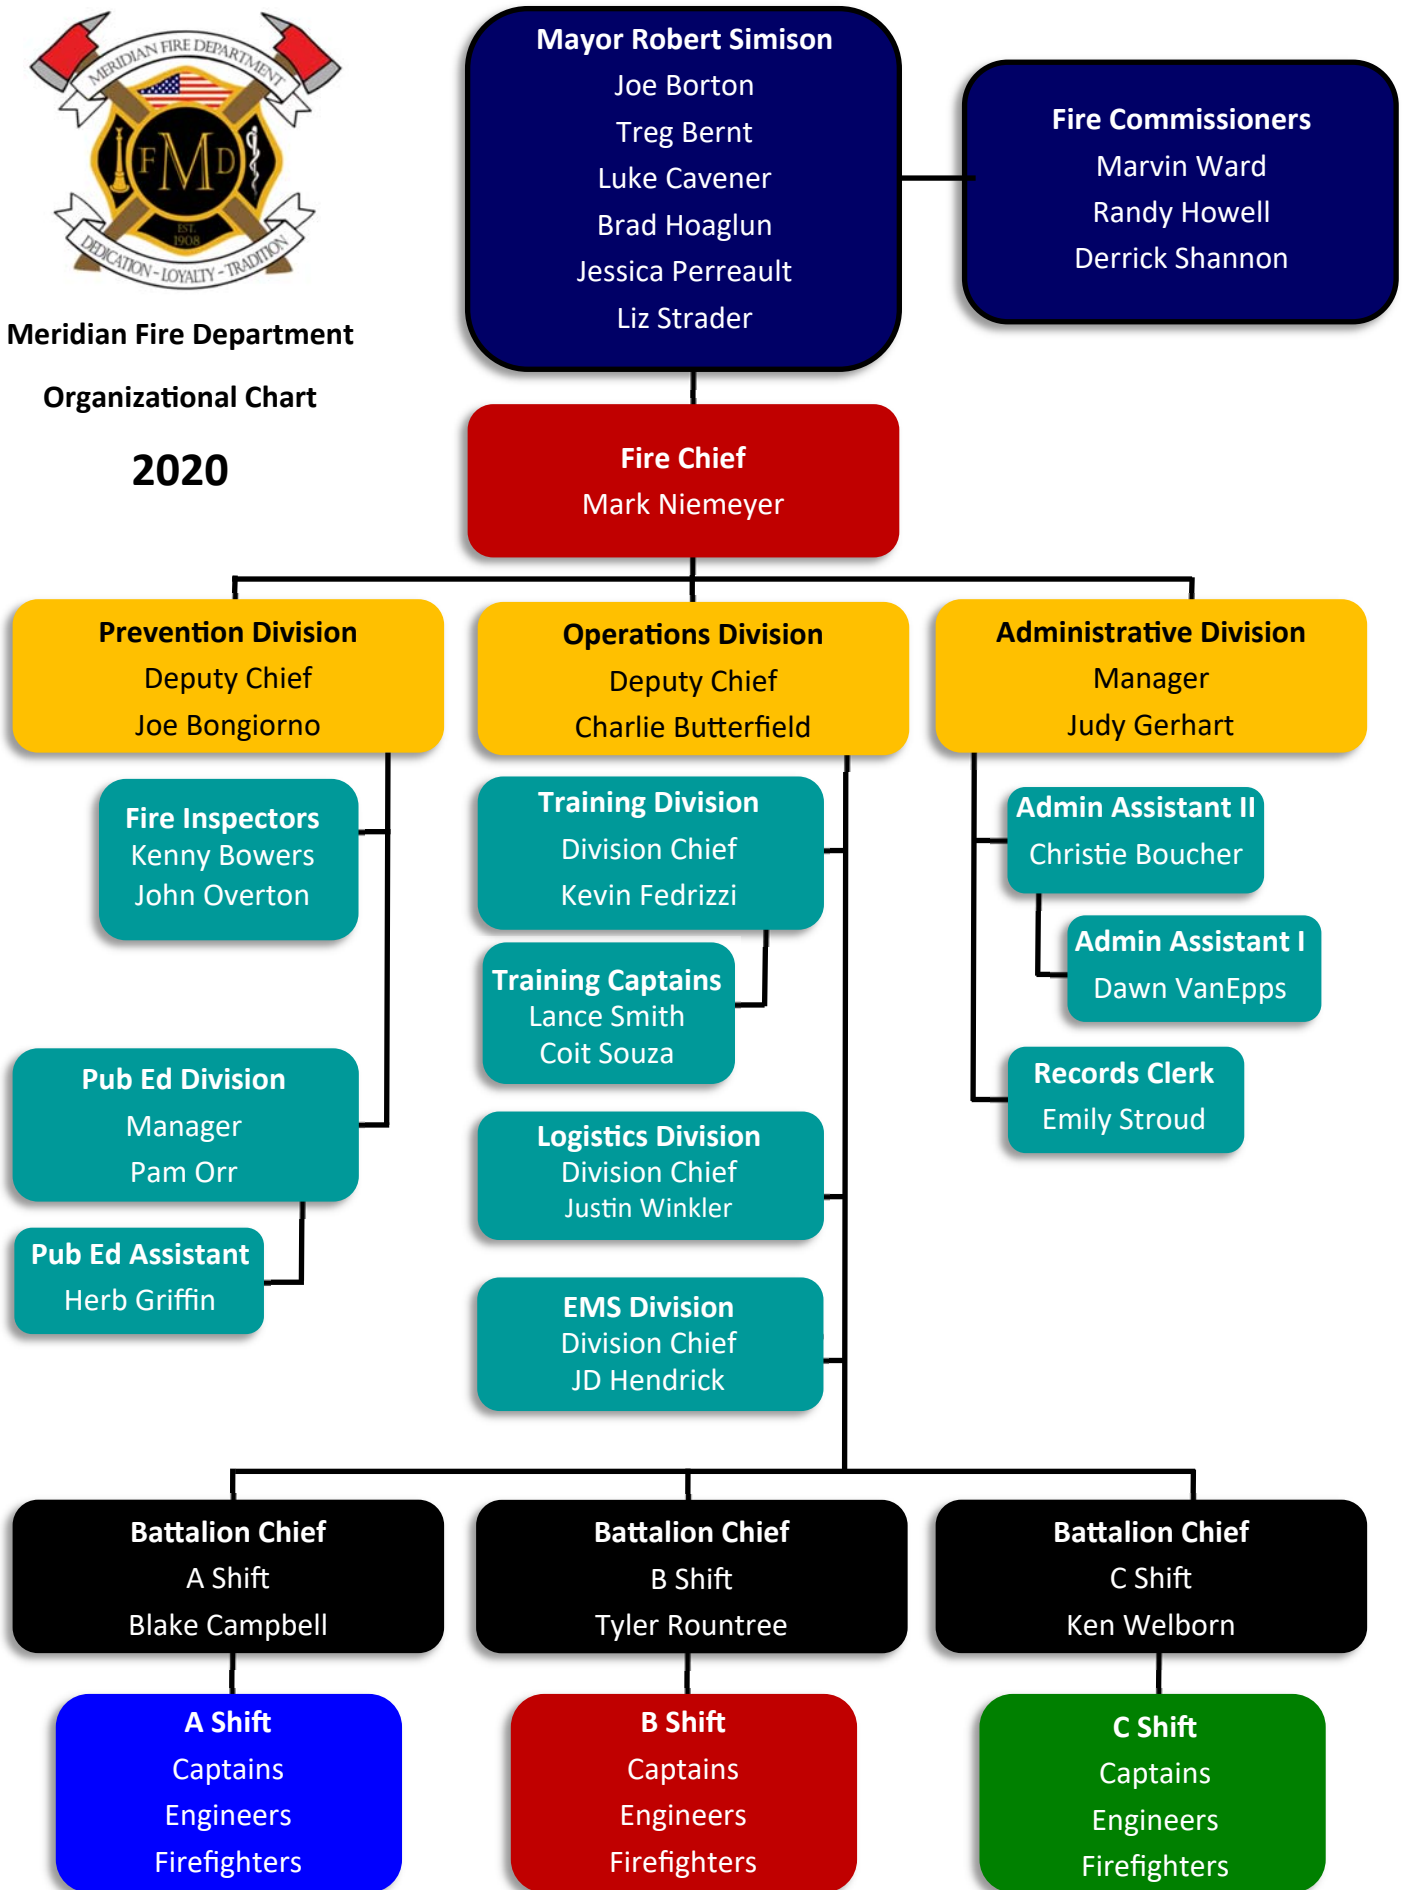 MERIDIAN FIRE DEPARTMENT
FMD
EST.
1908
DEDICATION - LOYALTY - TRADITION
Meridian Fire Department
Organizational Chart
2020
Mayor Robert Simison
Joe Borton
Treg Bernt
Luke Cavener
Brad Hoaglun
Jessica Perreault
Liz Strader
Fire Commissioners
Marvin Ward
Randy Howell
Derrick Shannon
Fire Chief
Mark Niemeyer
Prevention Division
Deputy Chief
Joe Bongiorno
Fire Inspectors
Kenny Bowers
John Overton
Pub Ed Division
Manager
Pam Orr
Pub Ed Assistant
Herb Griffin
Operations Division
Deputy Chief
Charlie Butterfield
Training Division
Division Chief
Kevin Fedrizzi
Training Captains
Lance Smith
Coit Souza
Logistics Division
Division Chief
Justin Winkler
EMS Division
Division Chief
JD Hendrick
Administrative Division
Manager
Judy Gerhart
Admin Assistant II
Christie Boucher
Admin Assistant I
Dawn VanEpps
Records Clerk
Emily Stroud
Battalion Chief
A Shift
Blake Campbell
Battalion Chief
B Shift
Tyler Rountree
Battalion Chief
C Shift
Ken Welborn
A Shift
Captains
Engineers
Firefighters
B Shift
Captains
Engineers
Firefighters
C Shift
Captains
Engineers
Firefighters